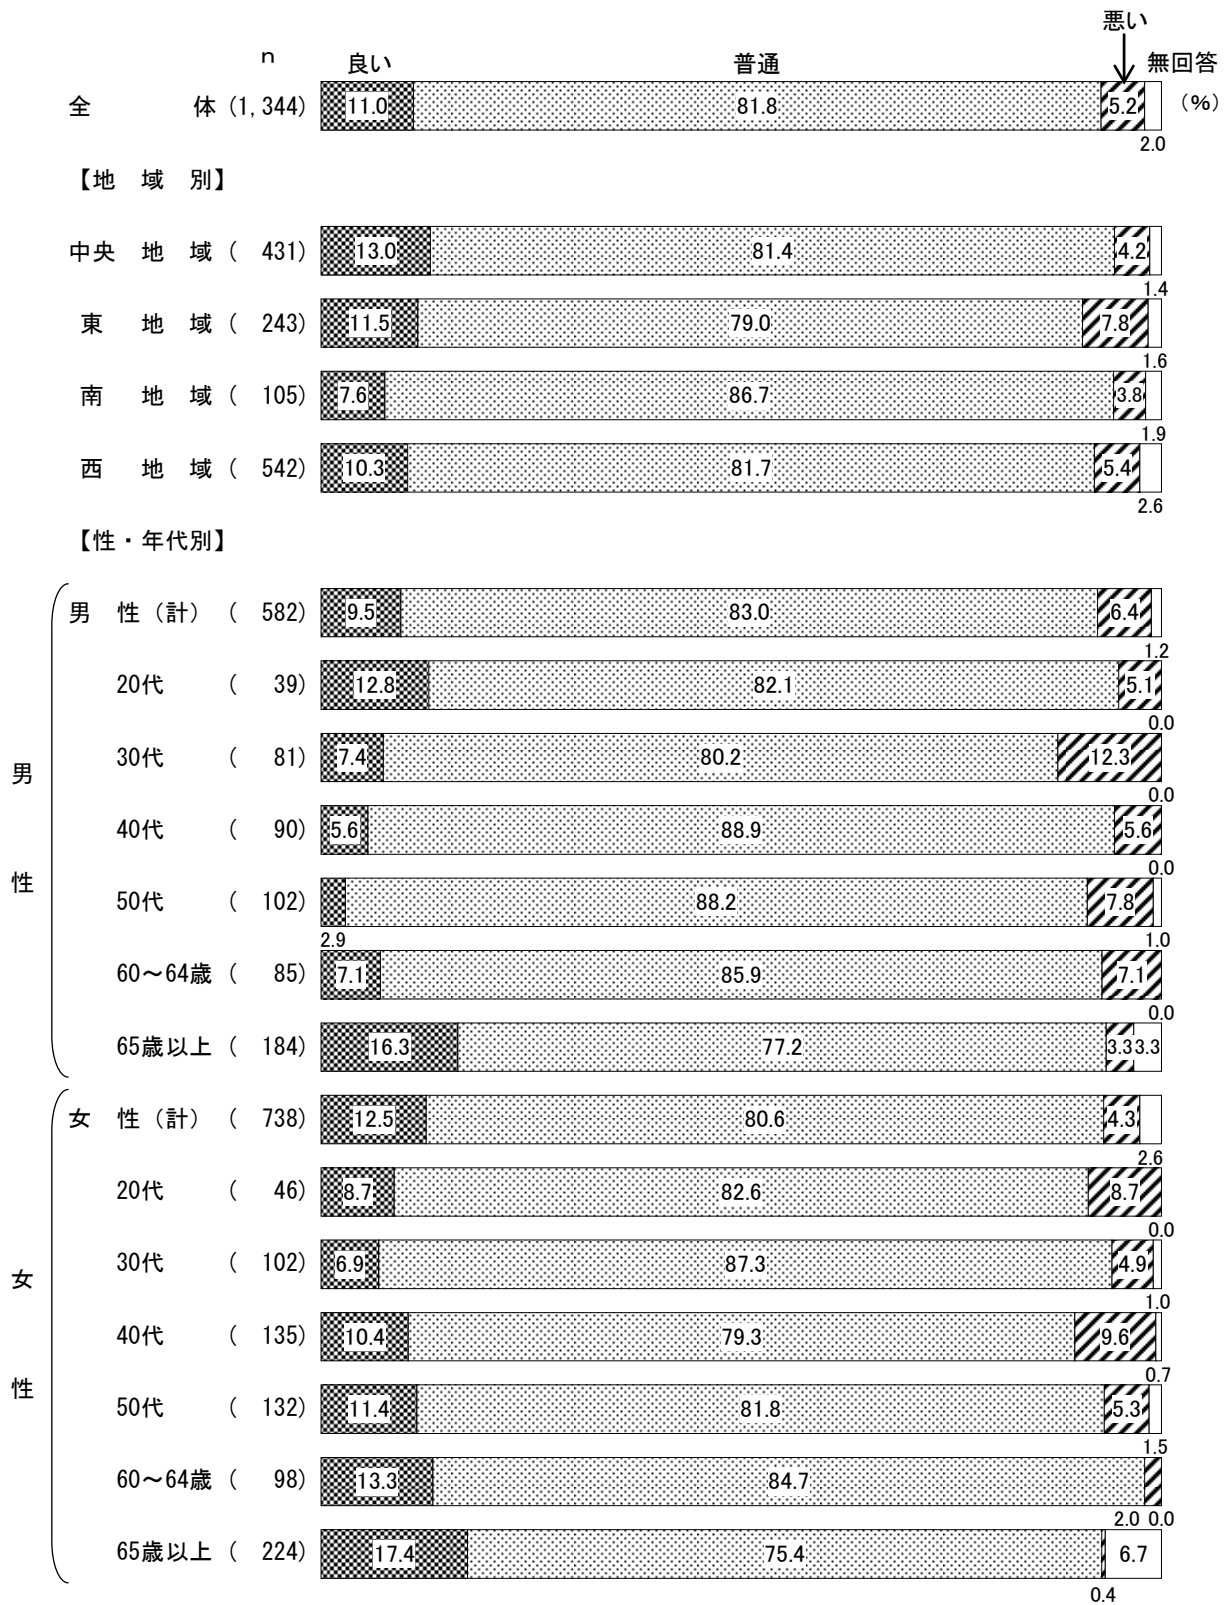 悪い
n 良い 普通 無回答
全 体 (1,344) 11.0 81.8 5.2 (%)
2.0
【地 域 別】
中央 地 域 ( 431) 13.0 81.4 4.2
1.4
東 地 域 ( 243) 11.5 79.0 7.8
1.6
南 地 域 ( 105) 7.6 86.7 3.8
1.9
西 地 域 ( 542) 10.3 81.7 5.4
2.6
【性・年代別】
男 性(計) ( 582) 9.5 83.0 6.4
1.2
20代 ( 39) 12.8 82.1 5.1
0.0
30代 ( 81) 7.4 80.2 12.3
0.0
男
40代 ( 90) 5.6 88.9 5.6
0.0
性
50代 ( 102) 88.2 7.8
2.9 1.0
60～64歳 ( 85) 7.1 85.9 7.1
0.0
65歳以上 ( 184) 16.3 77.2 3.3 3.3
女 性(計) ( 738) 12.5 80.6 4.3
2.6
20代 ( 46) 8.7 82.6 8.7
0.0
30代 ( 102) 6.9 87.3 4.9
1.0
女
40代 ( 135) 10.4 79.3 9.6
0.7
性
50代 ( 132) 11.4 81.8 5.3
1.5
60～64歳 ( 98) 13.3 84.7
2.0 0.0
65歳以上 ( 224) 17.4 75.4 6.7
0.4